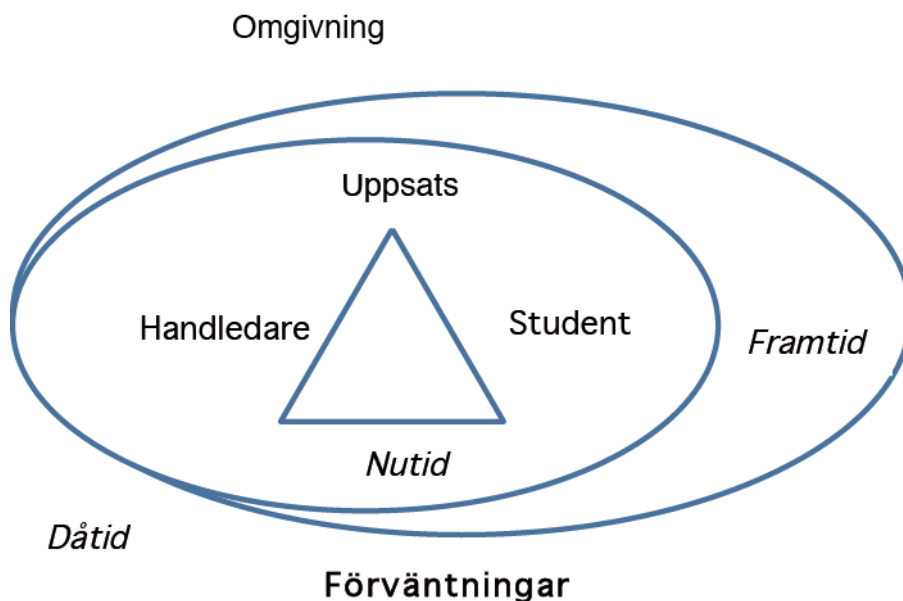 Omgivning
Uppsats
Handledare
Student
Framtid
Nutid
Dåtid
Förväntningar